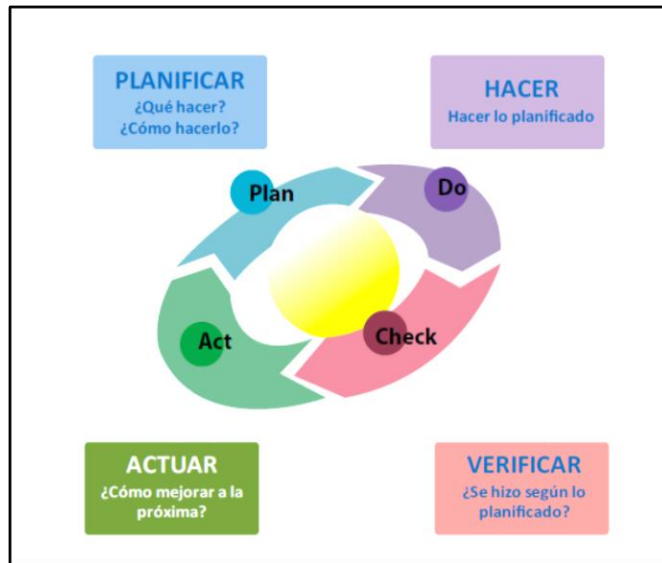 PLANIFICAR
¿Qué hacer?
¿Cómo hacerlo?
HACER
Hacer lo planificado
Plan
Do
Act
Check
ACTUAR
¿Cómo mejorar a la
próxima?
VERIFICAR
¿Se hizo según lo
planificado?